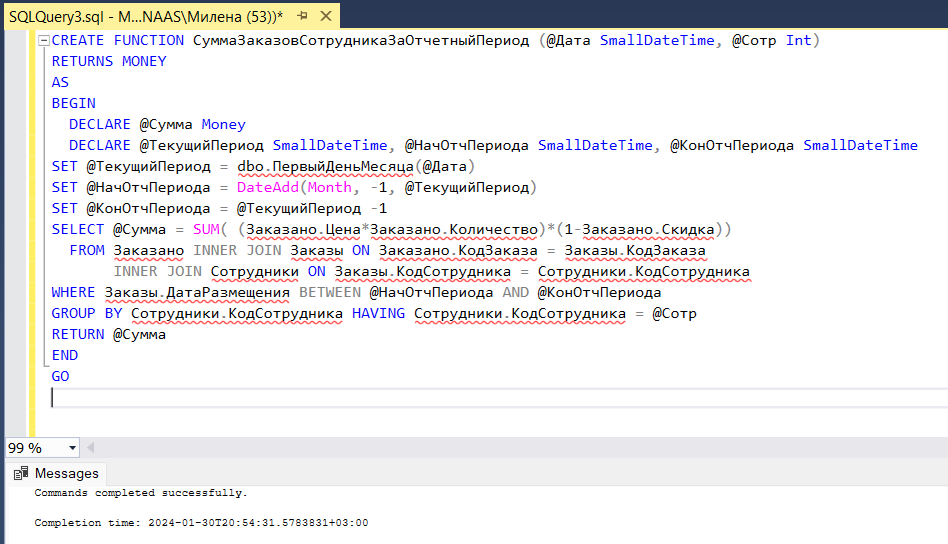 SQLQuery3.sql - M...NAAS\Милена (53))*
CREATE FUNCTION СуммаЗаказовСотрудникаЗаОтчетныйПериод (@Дата SmallDateTime, @Сотр Int)
RETURNS MONEY
AS
BEGIN
DECLARE @Сумма Money
DECLARE @ТекущийПериод SmallDateTime, @НачОтчПериода SmallDateTime, @КонОтчПериода SmallDateTime
SET @ТекущийПериод = dbo.ПервыйДеньМесяца(@Дата)
SET @НачОтчПериода = DateAdd(Month, -1, @ТекущийПериод)
SET @КонОтчПериода = @ТекущийПериод -1
SELECT @Сумма = SUM( (Заказано.Цена*Заказано.Количество)*(1-Заказано.Скидка))
FROM Заказано INNER JOIN Заказы ON Заказано.КодЗаказа = Заказы.КодЗаказа
INNER JOIN Сотрудники ON Заказы.КодСотрудника = Сотрудники.КодСотрудника
WHERE Заказы.ДатаРазмещения BETWEEN @НачОтчПериода AND @КонОтчПериода
GROUP BY Сотрудники.КодСотрудника HAVING Сотрудники.КодСотрудника = @Сотр
RETURN @Сумма
END
GO
99 %
Messages
Commands completed successfully.
Completion time: 2024-01-30T20:54:31.5783831+03:00